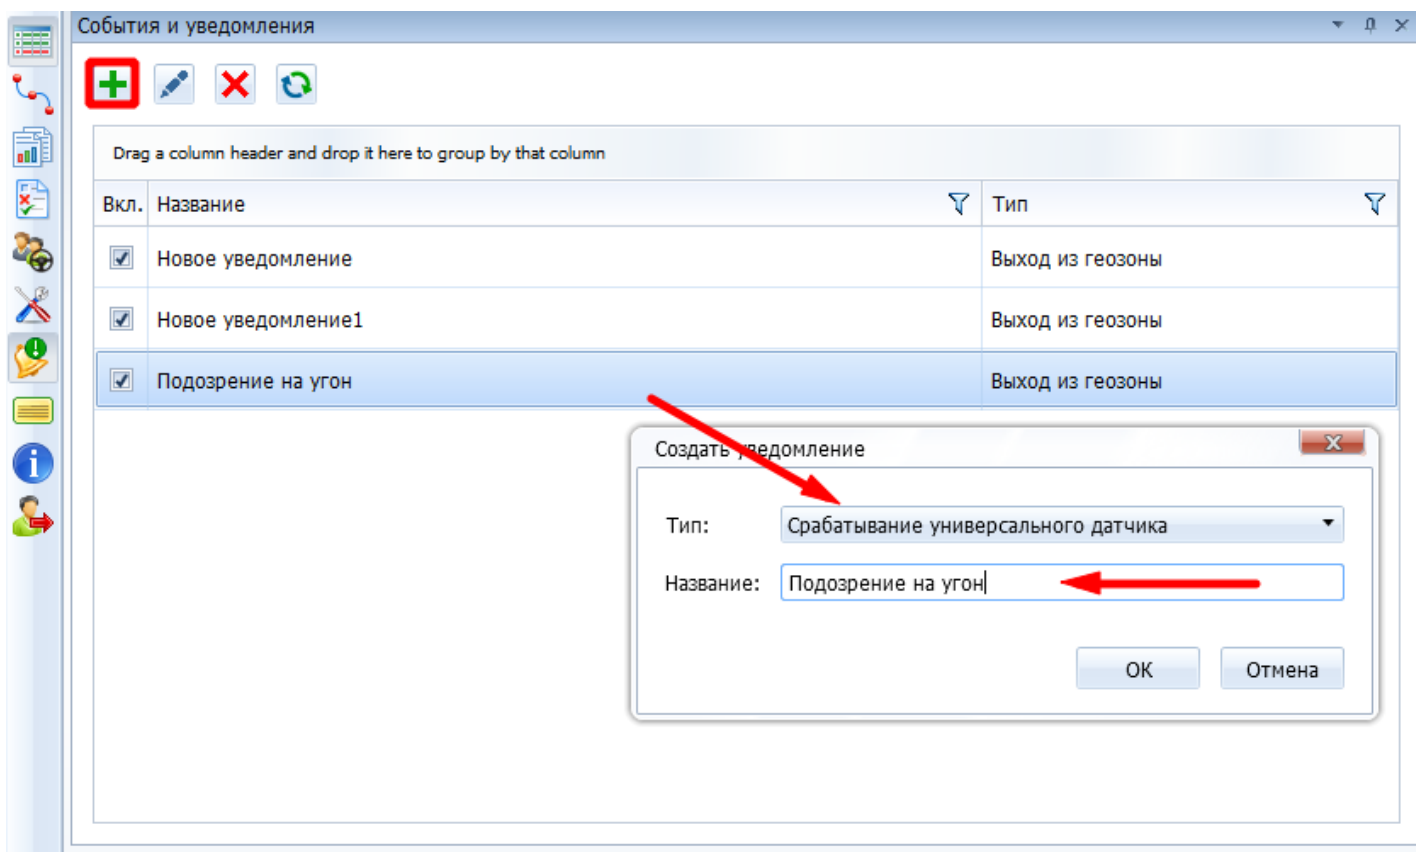 События и уведомления
Drag a column header and drop it here to group by that column
Вкл. Название Тип
Новое уведомление Выход из геозоны
Новое уведомление1 Выход из геозоны
Подозрение на угон Выход из геозоны
Создать уведомление
Тип: Срабатывание универсального датчика
Название: Подозрение на угон
ОК Отмена